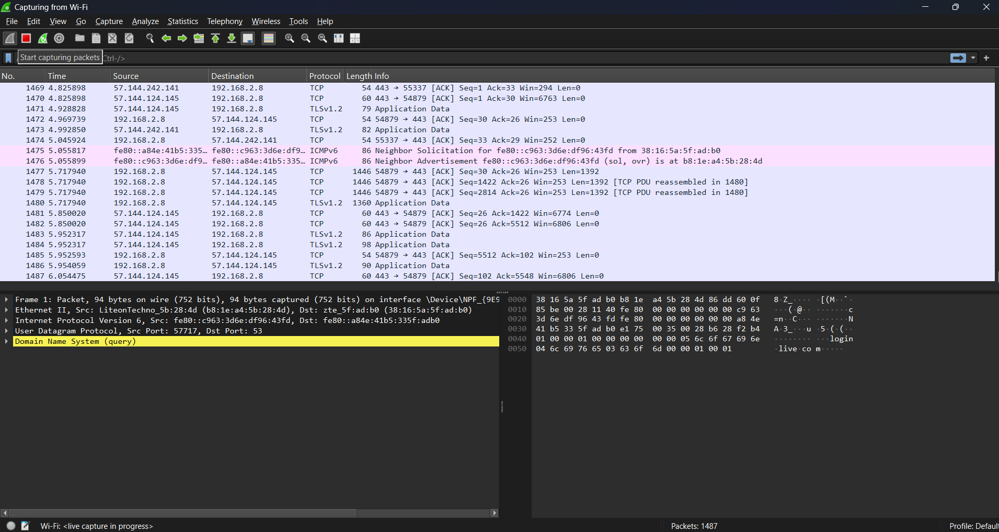 Capturing from Wi-Fi
File Edit View Go Capture Analyze Statistics Telephony Wireless Tools Help
Start capturing packets Ctrl-/>
No. Time Source Destination Protocol Length Info
1469 4.825898 57.144.242.141 192.168.2.8 TCP 54 443 → 55337 [ACK] Seq=1 Ack=33 Win=294 Len=0
1470 4.825898 57.144.124.145 192.168.2.8 TCP 60 443 → 54879 [ACK] Seq=1 Ack=30 Win=6763 Len=0
1471 4.928828 57.144.124.145 192.168.2.8 TLSv1.2 79 Application Data
1472 4.969739 192.168.2.8 57.144.124.145 TCP 54 54879 → 443 [ACK] Seq=30 Ack=26 Win=253 Len=0
1473 4.992850 57.144.242.141 192.168.2.8 TLSv1.2 82 Application Data
1474 5.045924 192.168.2.8 57.144.242.141 TCP 54 55337 → 443 [ACK] Seq=33 Ack=29 Win=252 Len=0
1475 5.055817 fe80::a84e:41b5:335… fe80::c963:3d6e:df9… ICMPv6 86 Neighbor Solicitation for fe80::c963:3d6e:df96:43fd from 38:16:5a:5f:ad:b0
1476 5.055899 fe80::c963:3d6e:df9… fe80::a84e:41b5:335… ICMPv6 86 Neighbor Advertisement fe80::c963:3d6e:df96:43fd (sol, ovr) is at b8:1e:a4:5b:28:4d
1477 5.717940 192.168.2.8 57.144.124.145 TCP 1446 54879 → 443 [ACK] Seq=30 Ack=26 Win=253 Len=1392
1478 5.717940 192.168.2.8 57.144.124.145 TCP 1446 54879 → 443 [ACK] Seq=1422 Ack=26 Win=253 Len=1392 [TCP PDU reassembled in 1480]
1479 5.717940 192.168.2.8 57.144.124.145 TCP 1446 54879 → 443 [ACK] Seq=2814 Ack=26 Win=253 Len=1392 [TCP PDU reassembled in 1480]
1480 5.717940 192.168.2.8 57.144.124.145 TLSv1.2 1360 Application Data
1481 5.850020 57.144.124.145 192.168.2.8 TCP 60 443 → 54879 [ACK] Seq=26 Ack=1422 Win=6774 Len=0
1482 5.850020 57.144.124.145 192.168.2.8 TCP 60 443 → 54879 [ACK] Seq=26 Ack=5512 Win=6806 Len=0
1483 5.952317 57.144.124.145 192.168.2.8 TLSv1.2 86 Application Data
1484 5.952317 57.144.124.145 192.168.2.8 TLSv1.2 98 Application Data
1485 5.952593 192.168.2.8 57.144.124.145 TCP 54 54879 → 443 [ACK] Seq=5512 Ack=102 Win=253 Len=0
1486 5.954059 192.168.2.8 57.144.124.145 TLSv1.2 90 Application Data
1487 6.054475 57.144.124.145 192.168.2.8 TCP 60 443 → 54879 [ACK] Seq=102 Ack=5548 Win=6806 Len=0
Frame 1: Packet, 94 bytes on wire (752 bits), 94 bytes captured (752 bits) on interface \Device\NPF_{9E9
Ethernet II, Src: LiteonTechno_5b:28:4d (b8:1e:a4:5b:28:4d), Dst: zte_5f:ad:b0 (38:16:5a:5f:ad:b0)
Internet Protocol Version 6, Src: fe80::c963:3d6e:df96:43fd, Dst: fe80::a84e:41b5:335f:adb0
User Datagram Protocol, Src Port: 57717, Dst Port: 53
Domain Name System (query)
0000 38 16 5a 5f ad b0 b8 1e a4 5b 28 4d 86 dd 60 0f 8·Z_···· ·[(M··`·
0010 85 be 00 28 11 40 fe 80 00 00 00 00 00 00 c9 63 ···(·@·· ·······c
0020 3d 6e df 96 43 fd fe 80 00 00 00 00 00 00 a8 4e =n··C··· ·······N
0030 41 b5 33 5f ad b0 e1 75 00 35 00 28 b6 28 f2 b4 A·3_···u ·5·(·(··
0040 01 00 00 01 00 00 00 00 00 00 05 6c 6f 67 69 6e ········ ···login
0050 04 6c 69 76 65 03 63 6f 6d 00 00 01 00 01 ·live·co m·····
Wi-Fi: <live capture in progress> Packets: 1487 Profile: Default